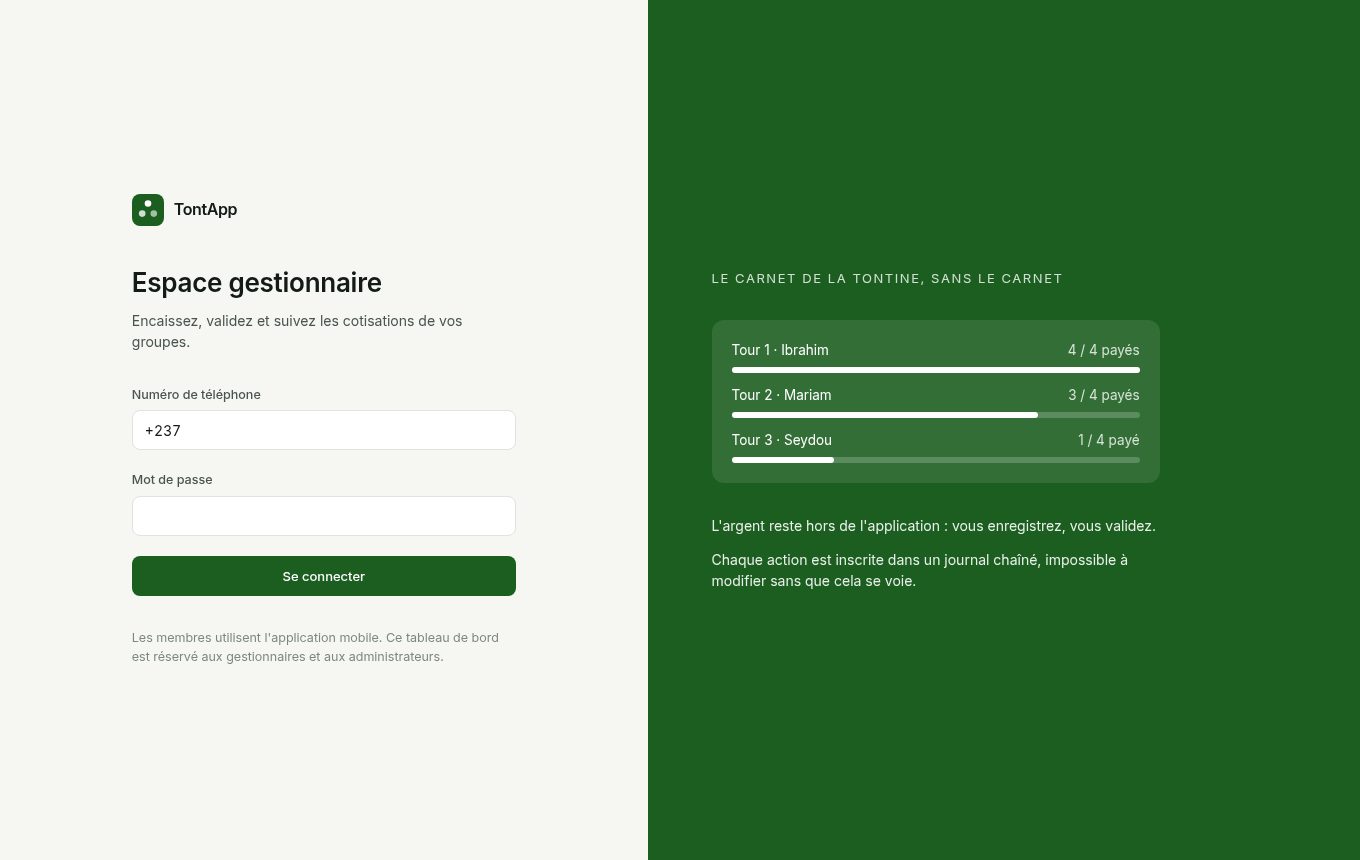 TontApp
Espace gestionnaire
Encaissez, validez et suivez les cotisations de vos
groupes.
Numéro de téléphone
+237
Mot de passe
Se connecter
Les membres utilisent l'application mobile. Ce tableau de bord
est réservé aux gestionnaires et aux administrateurs.
LE CARNET DE LA TONTINE, SANS LE CARNET
Tour 1 · Ibrahim 4 / 4 payés
Tour 2 · Mariam 3 / 4 payés
Tour 3 · Seydou 1 / 4 payé
L'argent reste hors de l'application : vous enregistrez, vous validez.
Chaque action est inscrite dans un journal chaîné, impossible à
modifier sans que cela se voie.